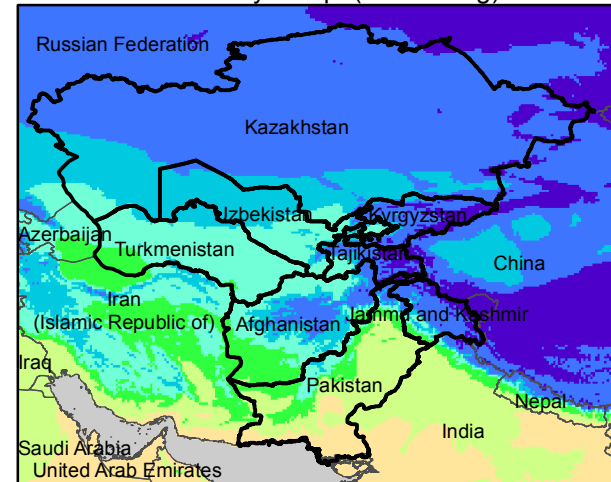 Russian Federation
Kazakhstan
Uzbekistan
Kyrgyzstan
Azerbaijan
Turkmenistan
Tajikistan
China
Iran
(Islamic Republic of)
Afghanistan
Jammu and Kashmir
Iraq
Pakistan
Nepal
India
Saudi Arabia
United Arab Emirates